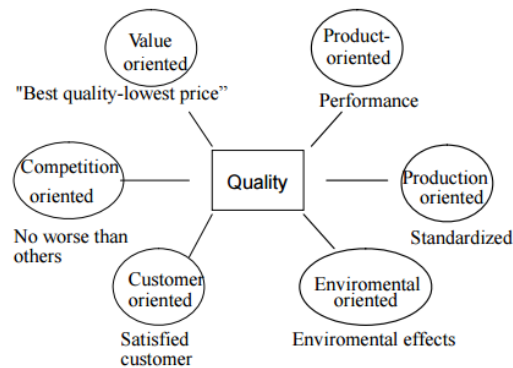 Value
oriented
"Best quality-lowest price”
Product-
oriented
Performance
Competition
oriented
No worse than
others
Quality
Production
oriented
Standardized
Customer
oriented
Satisfied
customer
Enviromental
oriented
Enviromental effects